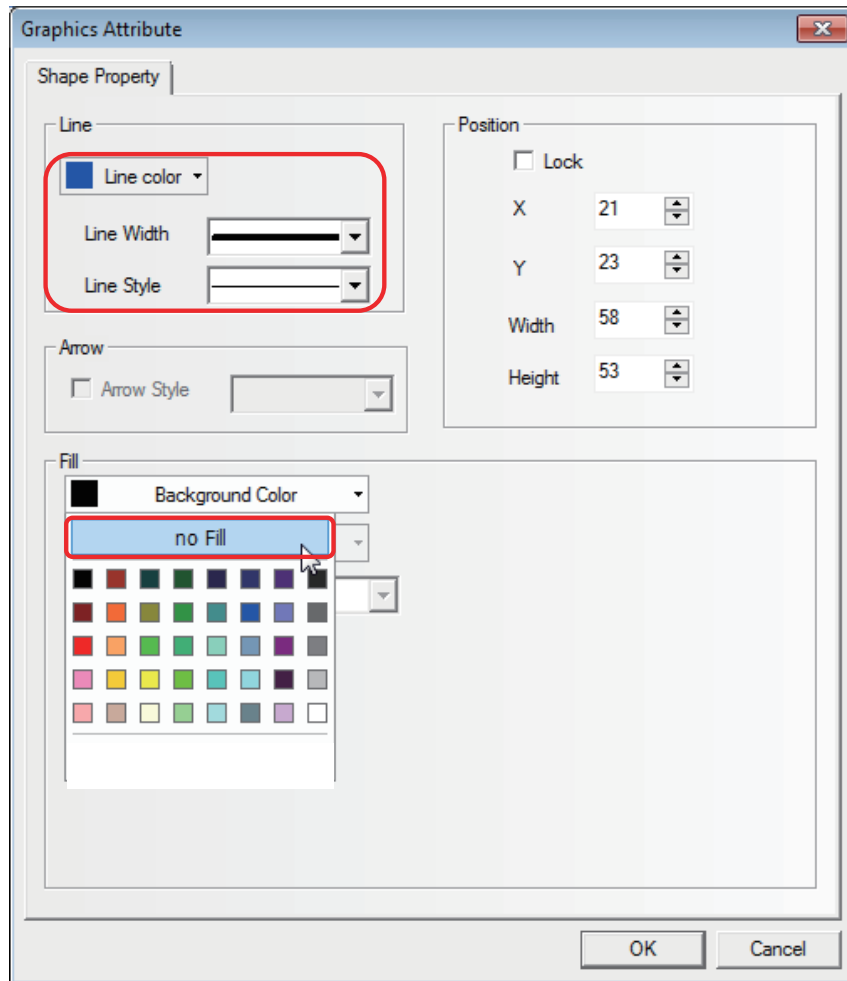 Graphics Attribute
Shape Property
Line
Line color
Line Width
Line Style
Position
Lock
X 21
Y 23
Width 58
Height 53
Arrow
Arrow Style
Fill
Background Color
no Fill
OK Cancel